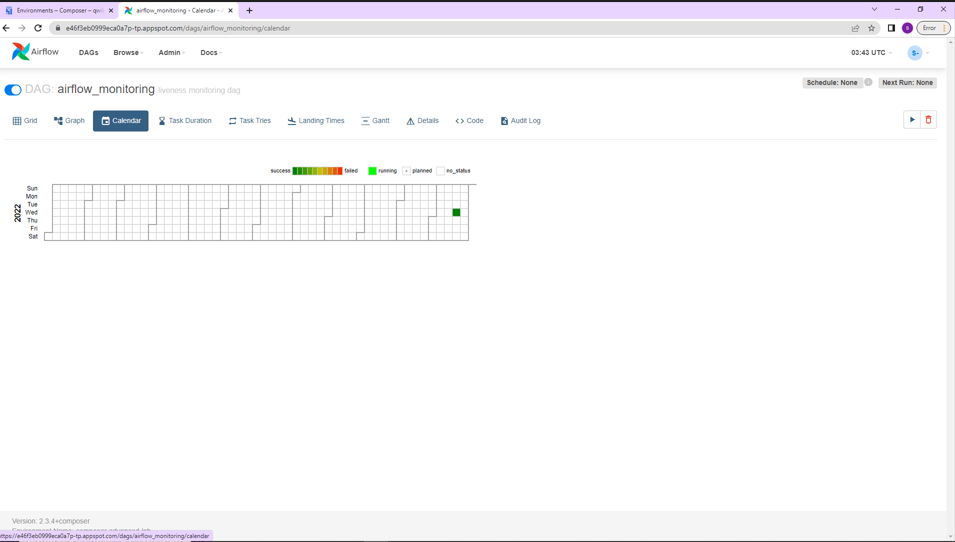 Environments – Composer – qwi
airflow_monitoring - Calendar -
e46f3eb0999eca0a7p-tp.appspot.com/dags/airflow_monitoring/calendar
Error
Airflow
DAGs
Browse
Admin
Docs
03:43 UTC
S-
DAG: airflow_monitoring liveness monitoring dag
Schedule: None
Next Run: None
Grid
Graph
Calendar
Task Duration
Task Tries
Landing Times
Gantt
Details
Code
Audit Log
success
failed
running
planned
no_status
2022
Sun
Mon
Tue
Wed
Thu
Fri
Sat
Version: 2.3.4+composer
ttps://e46f3eb0999eca0a7p-tp.appspot.com/dags/airflow_monitoring/calendar